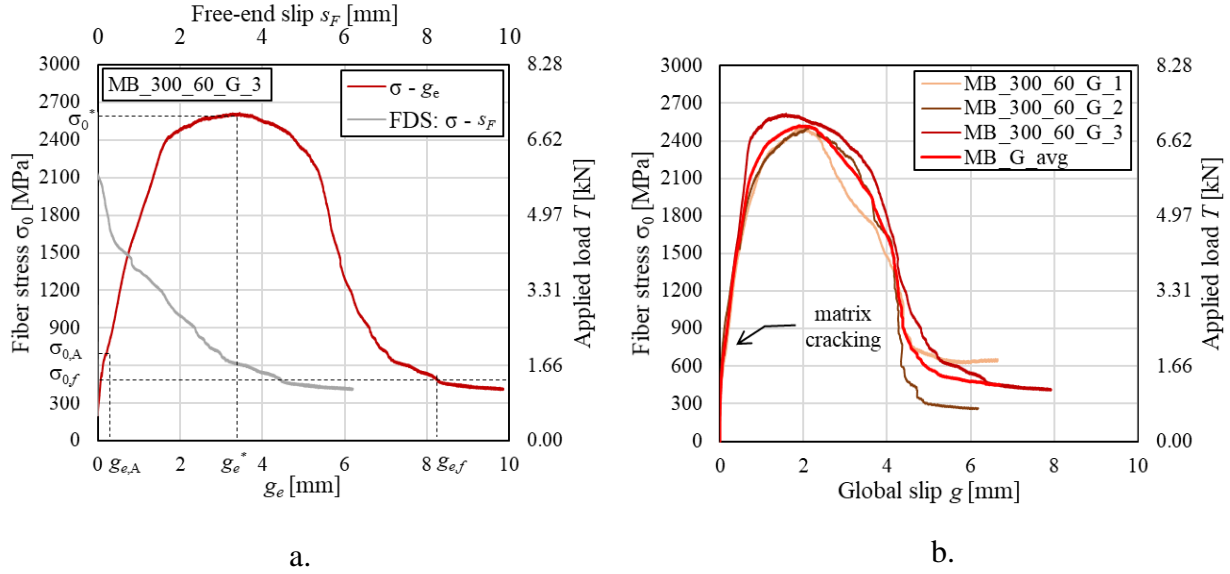 Free-end slip s_F [mm]
0 2 4 6 8 10
MB_300_60_G_3
σ - g_e
FDS: σ - s_F
Fiber stress σ_0 [MPa]
3000
2700
σ_0*
2400
2100
1800
1500
1200
900
σ_0,A
600
σ_0,f
300
0
Applied load T [kN]
8.28
6.62
4.97
3.31
1.66
0.00
0 2 4 6 8 10
g_e,A g_e* g_e,f
g_e [mm]
a.
MB_300_60_G_1
MB_300_60_G_2
MB_300_60_G_3
MB_G_avg
Fiber stress σ_0 [MPa]
3000
2700
2400
2100
1800
1500
1200
900
600
300
0
matrix
cracking
Applied load T [kN]
8.28
6.62
4.97
3.31
1.66
0.00
0 2 4 6 8 10
Global slip g [mm]
b.